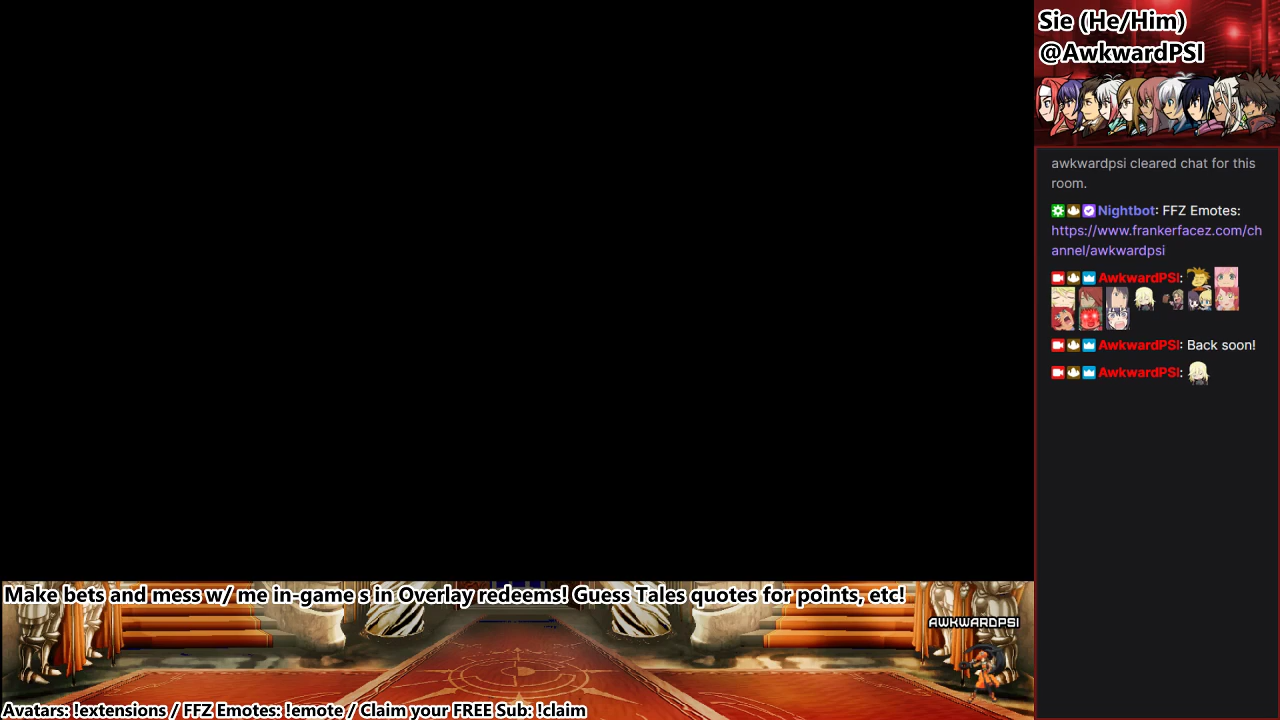 Sie (He/Him)
@AwkwardPSI
awkwardpsi cleared chat for this
room.
Nightbot: FFZ Emotes:
https://www.frankerfacez.com/ch
annel/awkwardpsi
AwkwardPSI:
AwkwardPSI: Back soon!
AwkwardPSI:
Make bets and mess w/ me in-game s in Overlay redeems! Guess Tales quotes for points, etc!
AWKWARDPSI
Avatars: !extensions / FFZ Emotes: !emote / Claim your FREE Sub: !claim